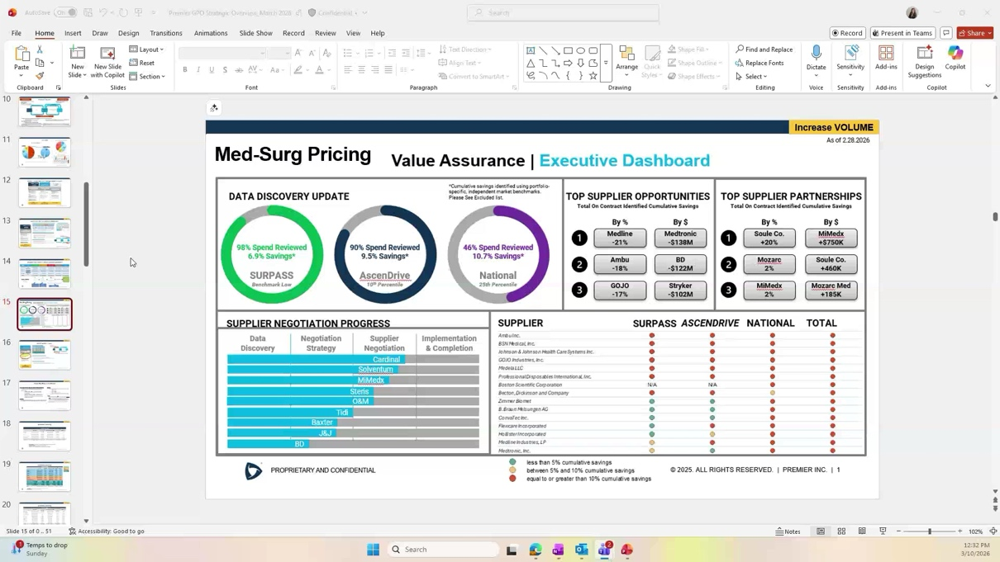 AutoSave
On
Premier GPO Strategic Overview_March 2026
Confidential
Search
File
Home
Insert
Draw
Design
Transitions
Animations
Slide Show
Record
Review
View
Help
Record
Present in Teams
Share
Paste
Clipboard
New
Slide
New Slide
with Copilot
Layout
Reset
Section
Slides
Font
Text Direction
Align Text
Convert to SmartArt
Paragraph
Arrange
Quick
Styles
Shape Fill
Shape Outline
Shape Effects
Drawing
Find and Replace
Replace Fonts
Select
Editing
Dictate
Voice
Sensitivity
Sensitivity
Add-ins
Add-ins
Design
Suggestions
Copilot
Copilot
10
11
12
13
14
15
16
17
18
19
20
Increase VOLUME
As of 2.28.2026
Med-Surg Pricing
Value Assurance | Executive Dashboard
DATA DISCOVERY UPDATE
*Cumulative savings identified using portfolio-
specific, independent market benchmarks.
Please See Excluded list.
98% Spend Reviewed
6.9% Savings*
SURPASS
Benchmark Low
90% Spend Reviewed
9.5% Savings*
AscenDrive
10th Percentile
46% Spend Reviewed
10.7% Savings*
National
25th Percentile
TOP SUPPLIER OPPORTUNITIES
Total On Contract Identified Cumulative Savings
By %
By $
1
Medline
-21%
Medtronic
-$138M
2
Ambu
-18%
BD
-$122M
3
GOJO
-17%
Stryker
-$102M
TOP SUPPLIER PARTNERSHIPS
Total On Contract Identified Cumulative Savings
By %
By $
1
Soule Co.
+20%
MiMedx
+$750K
2
Mozarc
2%
Soule Co.
+460K
3
MiMedx
2%
Mozarc Med
+185K
SUPPLIER NEGOTIATION PROGRESS
Data
Discovery
Negotiation
Strategy
Supplier
Negotiation
Implementation
& Completion
Cardinal
Solventum
MiMedx
Steris
O&M
Tidi
Baxter
J&J
BD
SUPPLIER SURPASS ASCENDRIVE NATIONAL TOTAL
Ambu Inc.
BSN Medical, Inc.
Johnson & Johnson Health Care Systems Inc.
GOJO Industries, Inc.
Medela LLC
Professional Disposables International, Inc.
Boston Scientific Corporation N/A N/A
Becton, Dickinson and Company
Zimmer Biomet
B. Braun Melsungen AG
ConvaTec Inc.
Flexicare Incorporated
Hollister Incorporated
Medline Industries, LP
Medtronic, Inc.
less than 5% cumulative savings
between 5% and 10% cumulative savings
equal to or greater than 10% cumulative savings
PROPRIETARY AND CONFIDENTIAL
© 2025. ALL RIGHTS RESERVED. | PREMIER INC. | 1
Slide 15 of 0 .. 51
Accessibility: Good to go
Notes
102%
1
Temps to drop
Sunday
Search
2
12:32 PM
3/10/2026